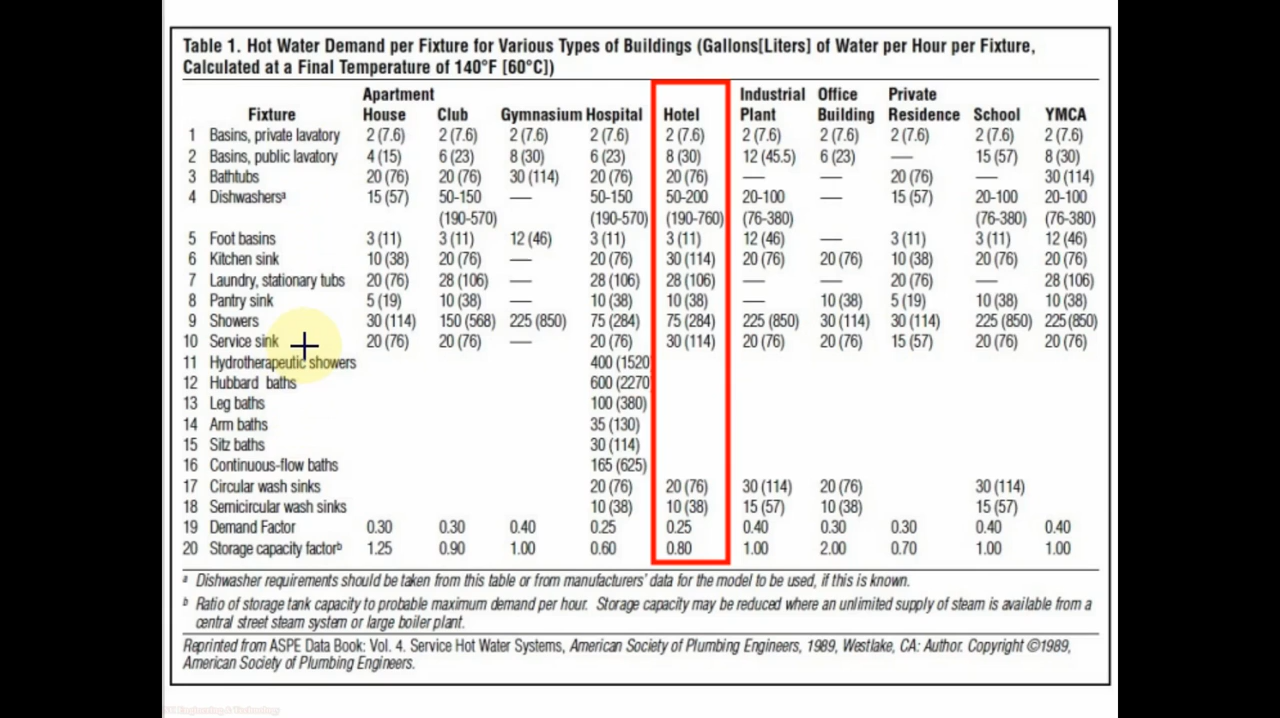 Table 1. Hot Water Demand per Fixture for Various Types of Buildings (Gallons[Liters] of Water per Hour per Fixture,
Calculated at a Final Temperature of 140°F [60°C])
Apartment Industrial Office Private
Fixture House Club Gymnasium Hospital Hotel Plant Building Residence School YMCA
1 Basins, private lavatory 2 (7.6) 2 (7.6) 2 (7.6) 2 (7.6) 2 (7.6) 2 (7.6) 2 (7.6) 2 (7.6) 2 (7.6) 2 (7.6)
2 Basins, public lavatory 4 (15) 6 (23) 8 (30) 6 (23) 8 (30) 12 (45.5) 6 (23) — 15 (57) 8 (30)
3 Bathtubs 20 (76) 20 (76) 30 (114) 20 (76) 20 (76) — — 20 (76) — 30 (114)
4 Dishwashersª 15 (57) 50-150 — 50-150 50-200 20-100 — 15 (57) 20-100 20-100
(190-570) (190-570) (190-760) (76-380) (76-380) (76-380)
5 Foot basins 3 (11) 3 (11) 12 (46) 3 (11) 3 (11) 12 (46) — 3 (11) 3 (11) 12 (46)
6 Kitchen sink 10 (38) 20 (76) — 20 (76) 30 (114) 20 (76) 20 (76) 10 (38) 20 (76) 20 (76)
7 Laundry, stationary tubs 20 (76) 28 (106) — 28 (106) 28 (106) — — 20 (76) — 28 (106)
8 Pantry sink 5 (19) 10 (38) — 10 (38) 10 (38) — 10 (38) 5 (19) 10 (38) 10 (38)
9 Showers 30 (114) 150 (568) 225 (850) 75 (284) 75 (284) 225 (850) 30 (114) 30 (114) 225 (850) 225 (850)
10 Service sink 20 (76) 20 (76) — 20 (76) 30 (114) 20 (76) 20 (76) 15 (57) 20 (76) 20 (76)
11 Hydrotherapeutic showers 400 (1520
12 Hubbard baths 600 (2270
13 Leg baths 100 (380)
14 Arm baths 35 (130)
15 Sitz baths 30 (114)
16 Continuous-flow baths 165 (625)
17 Circular wash sinks 20 (76) 20 (76) 30 (114) 20 (76) 30 (114)
18 Semicircular wash sinks 10 (38) 10 (38) 15 (57) 10 (38) 15 (57)
19 Demand Factor 0.30 0.30 0.40 0.25 0.25 0.40 0.30 0.30 0.40 0.40
20 Storage capacity factorᵇ 1.25 0.90 1.00 0.60 0.80 1.00 2.00 0.70 1.00 1.00
ª Dishwasher requirements should be taken from this table or from manufacturers' data for the model to be used, if this is known.
ᵇ Ratio of storage tank capacity to probable maximum demand per hour. Storage capacity may be reduced where an unlimited supply of steam is available from a
central street steam system or large boiler plant.
Reprinted from ASPE Data Book: Vol. 4. Service Hot Water Systems, American Society of Plumbing Engineers, 1989, Westlake, CA: Author. Copyright ©1989,
American Society of Plumbing Engineers.
Engineering & Technology